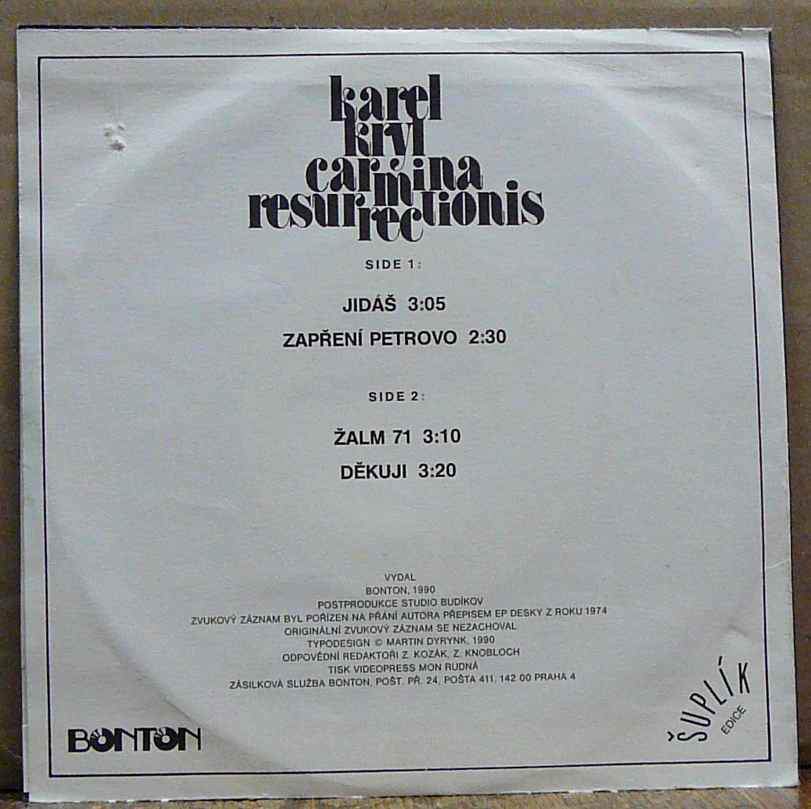 karel
kryl
carmina
resurrectionis
SIDE 1:
JIDÁŠ 3:05
ZAPŘENÍ PETROVO 2:30
SIDE 2:
ŽALM 71 3:10
DĚKUJI 3:20
VYDAL
BONTON, 1990
POSTPRODUKCE STUDIO BUDÍKOV
ZVUKOVÝ ZÁZNAM BYL POŘÍZEN NA PŘÁNÍ AUTORA PŘEPISEM EP DESKY Z ROKU 1974
ORIGINÁLNÍ ZVUKOVÝ ZÁZNAM SE NEZACHOVAL
TYPODESIGN © MARTIN DYRYNK, 1990
ODPOVĚDNÍ REDAKTOŘI Z. KOZÁK, Z. KNOBLOCH
TISK VIDEOPRESS MON RUDNÁ
ZÁSILKOVÁ SLUŽBA BONTON, POŠT. PŘ. 24, POŠTA 411, 142 00 PRAHA 4
BONTON
ŠUPLÍK
EDICE